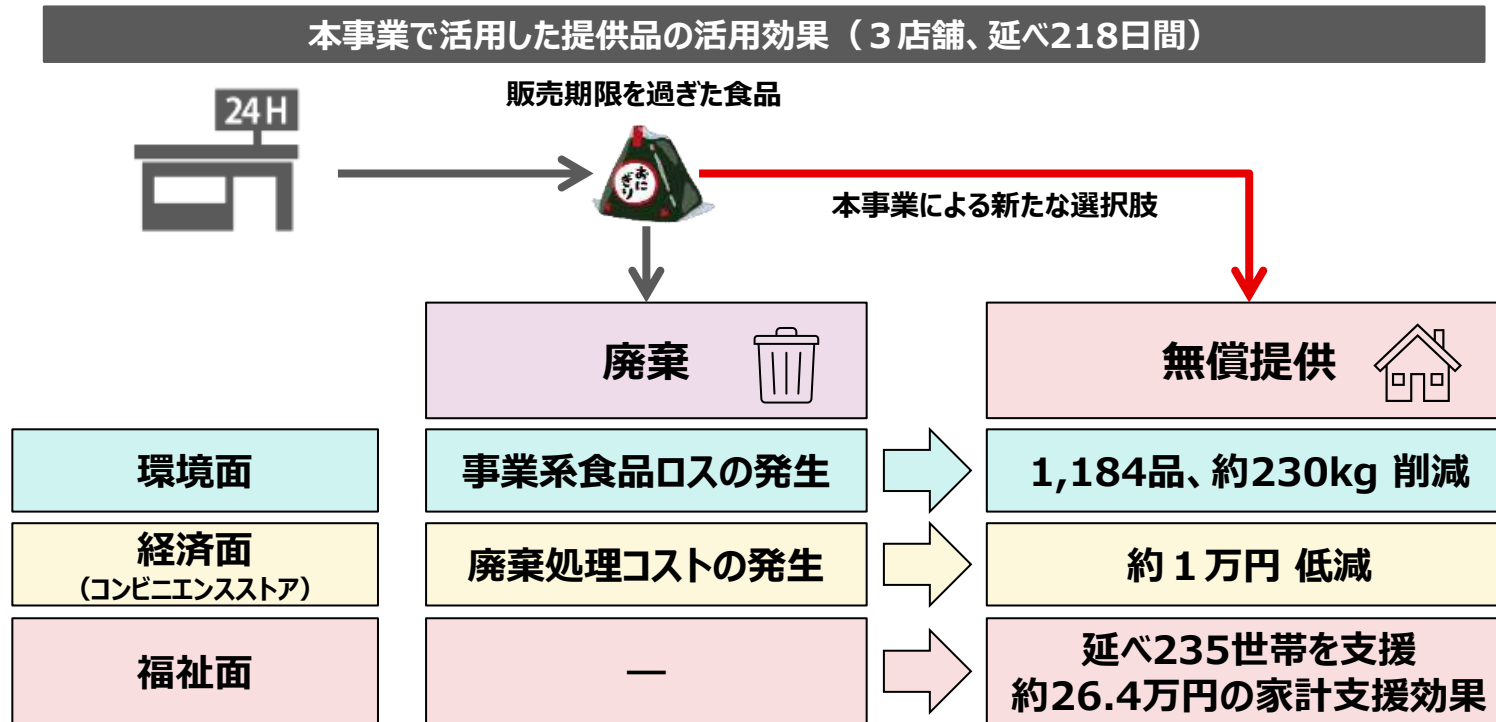 本事業で活用した提供品の活用効果（３店舗、延べ218日間）
販売期限を過ぎた食品
24H
おに
ぎり
本事業による新たな選択肢
廃棄
無償提供
環境面
事業系食品ロスの発生
1,184品、約230kg 削減
経済面
（コンビニエンスストア）
廃棄処理コストの発生
約１万円 低減
福祉面
―
延べ235世帯を支援
約26.4万円の家計支援効果